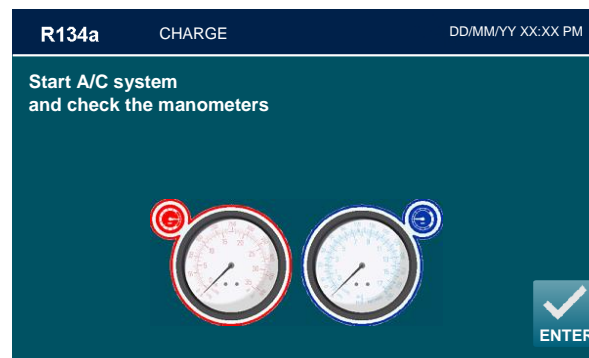 R134a CHARGE DD/MM/YY XX:XX PM
Start A/C system
and check the manometers
ENTER